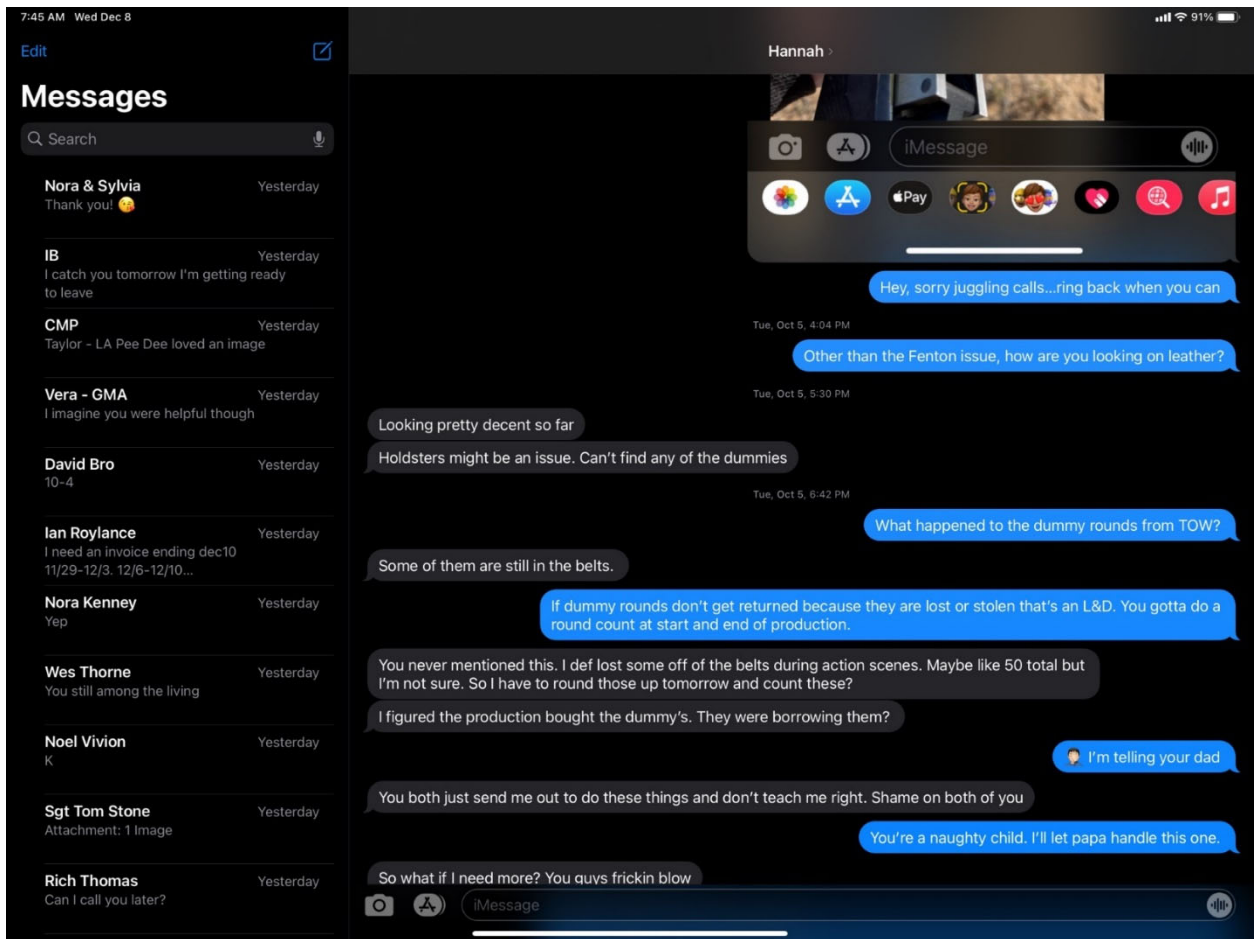 7:45 AM Wed Dec 8
91%
Edit
Messages
Search
Nora & Sylvia
Yesterday
Thank you! 😘
IB
Yesterday
I catch you tomorrow I'm getting ready
to leave
CMP
Yesterday
Taylor - LA Pee Dee loved an image
Vera - GMA
Yesterday
I imagine you were helpful though
David Bro
Yesterday
10-4
Ian Roylance
Yesterday
I need an invoice ending dec10
11/29-12/3. 12/6-12/10...
Nora Kenney
Yesterday
Yep
Wes Thorne
Yesterday
You still among the living
Noel Vivion
Yesterday
K
Sgt Tom Stone
Yesterday
Attachment: 1 Image
Rich Thomas
Yesterday
Can I call you later?
Hannah
iMessage
Pay
Hey, sorry juggling calls...ring back when you can
Tue, Oct 5, 4:04 PM
Other than the Fenton issue, how are you looking on leather?
Tue, Oct 5, 5:30 PM
Looking pretty decent so far
Holdsters might be an issue. Can't find any of the dummies
Tue, Oct 5, 6:42 PM
What happened to the dummy rounds from TOW?
Some of them are still in the belts.
If dummy rounds don't get returned because they are lost or stolen that's an L&D. You gotta do a
round count at start and end of production.
You never mentioned this. I def lost some off of the belts during action scenes. Maybe like 50 total but
I'm not sure. So I have to round those up tomorrow and count these?
I figured the production bought the dummy's. They were borrowing them?
🤦🏻‍♂️ I'm telling your dad
You both just send me out to do these things and don't teach me right. Shame on both of you
You're a naughty child. I'll let papa handle this one.
So what if I need more? You guys frickin blow
iMessage